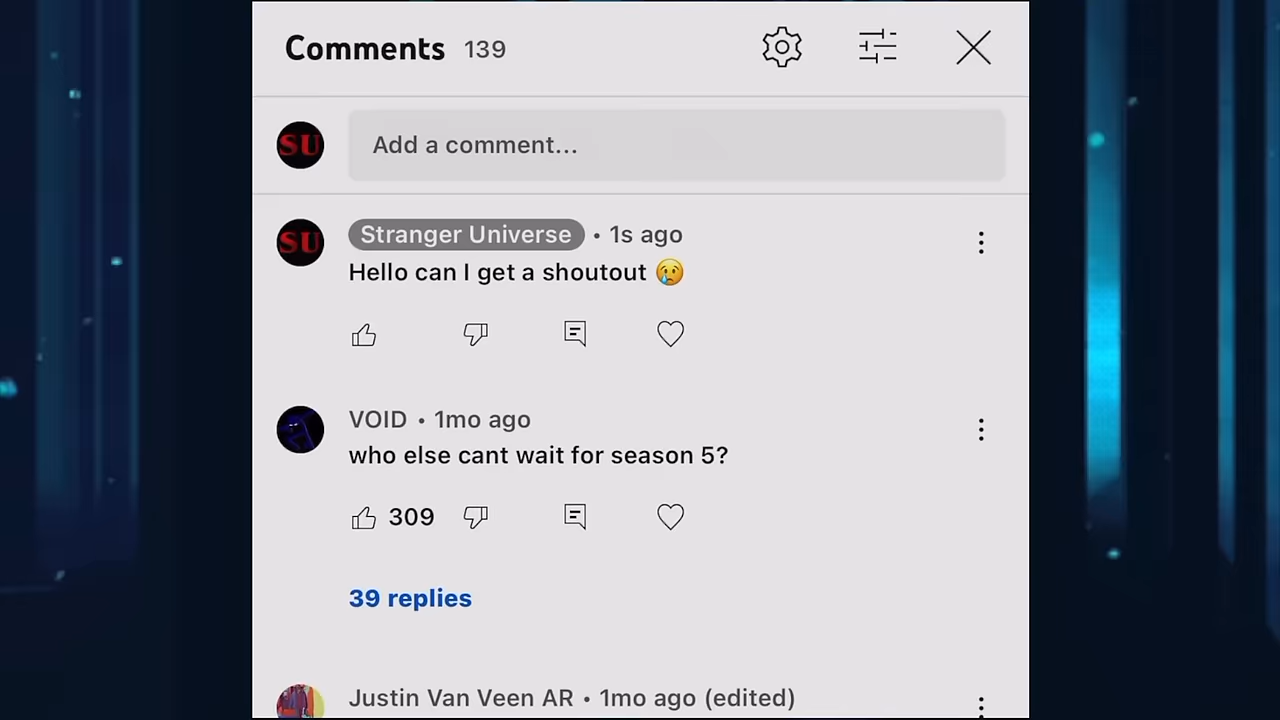 Comments 139
SU Add a comment...
SU Stranger Universe • 1s ago
Hello can I get a shoutout 😢
VOID • 1mo ago
who else cant wait for season 5?
309
39 replies
Justin Van Veen AR • 1mo ago (edited)